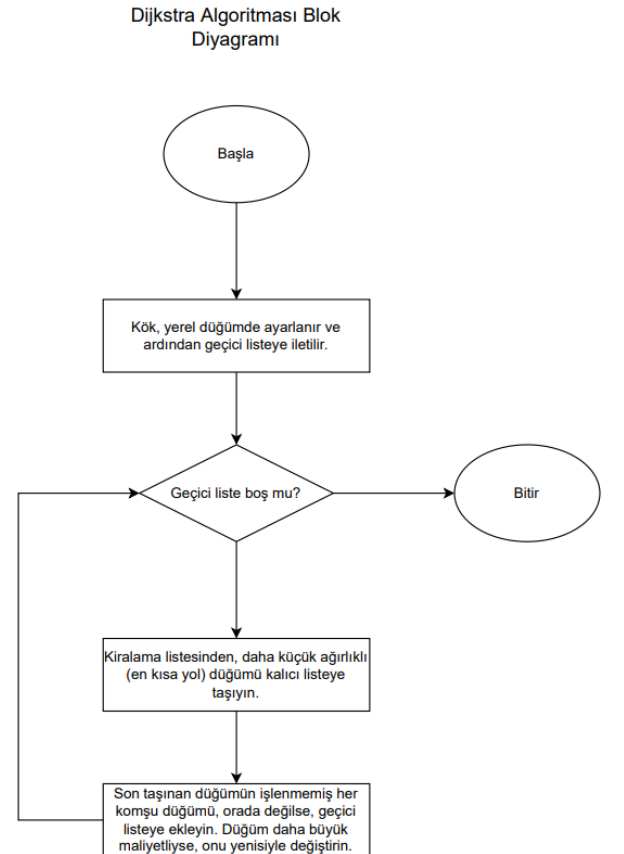 Dijkstra Algoritması Blok
Diyagramı
Başla
Kök, yerel düğümde ayarlanır ve
ardından geçici listeye iletilir.
Geçici liste boş mu?
Bitir
Kiralama listesinden, daha küçük ağırlıklı
(en kısa yol) düğümü kalıcı listeye
taşıyın.
Son taşınan düğümün işlenmemiş her
komşu düğümü, orada değilse, geçici
listeye ekleyin. Düğüm daha büyük
maliyetliyse, onu yenisiyle değiştirin.